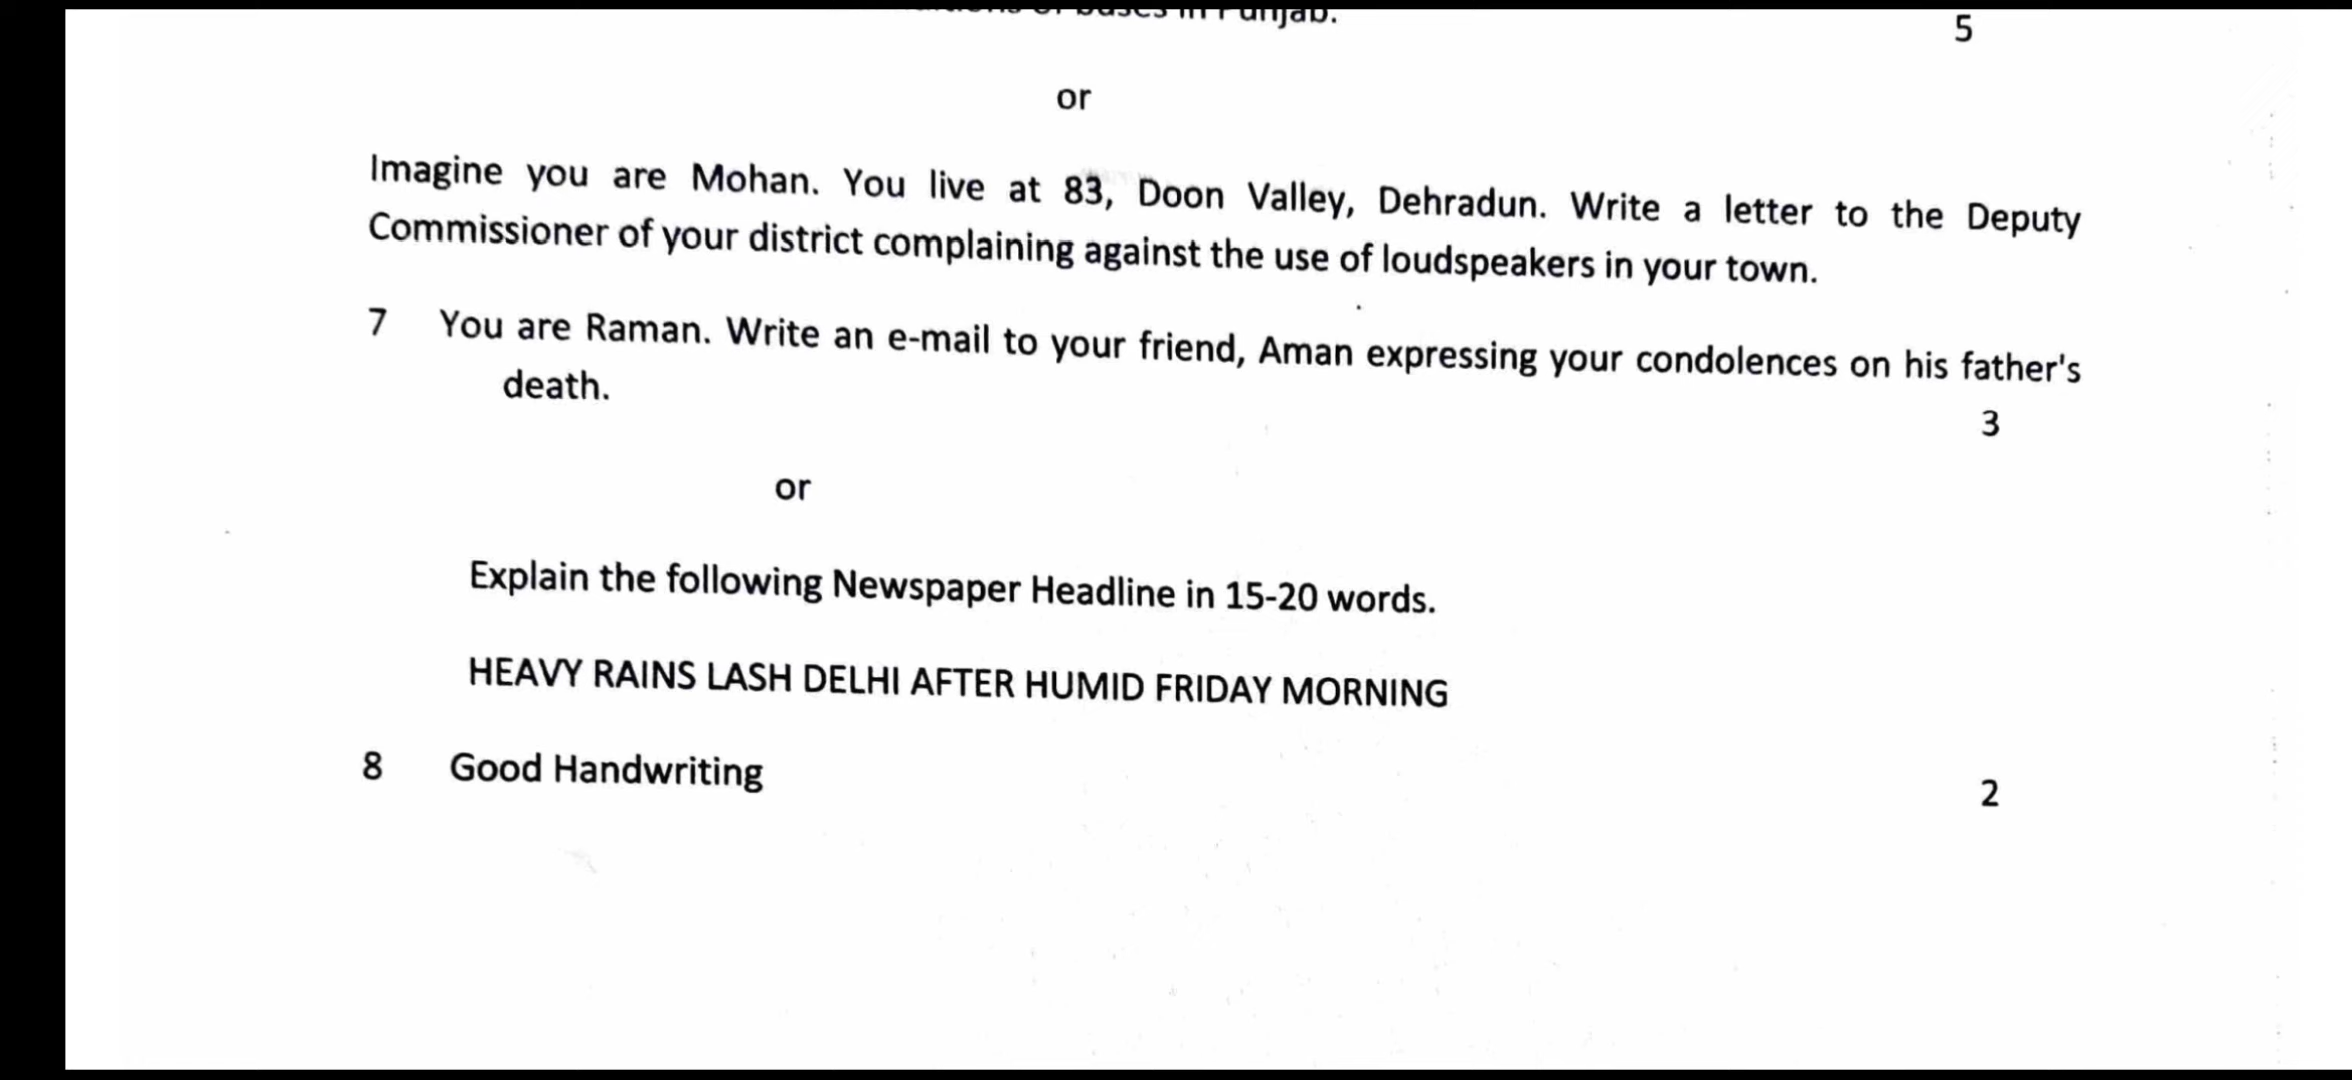 in Punjab.
5
or
Imagine you are Mohan. You live at 83, Doon Valley, Dehradun. Write a letter to the Deputy
Commissioner of your district complaining against the use of loudspeakers in your town.
7 You are Raman. Write an e-mail to your friend, Aman expressing your condolences on his father's
death.
3
or
Explain the following Newspaper Headline in 15-20 words.
HEAVY RAINS LASH DELHI AFTER HUMID FRIDAY MORNING
8 Good Handwriting
2